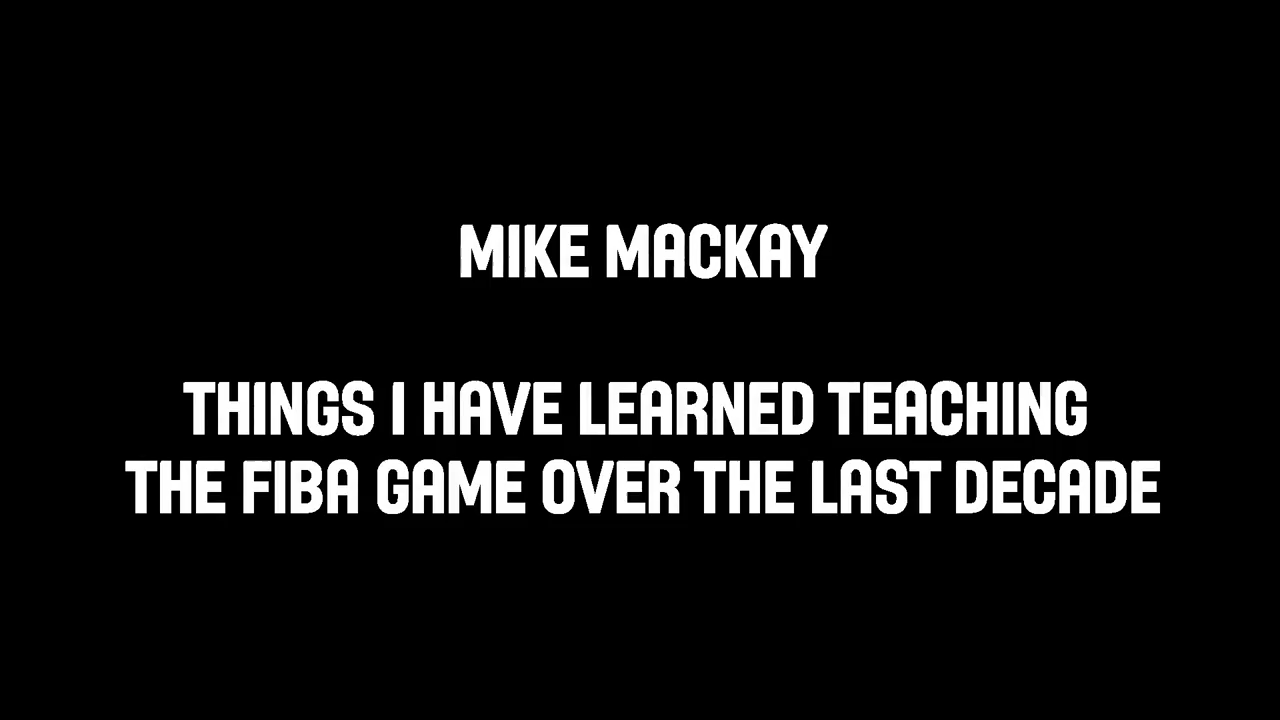 MIKE MACKAY
THINGS I HAVE LEARNED TEACHING
THE FIBA GAME OVER THE LAST DECADE